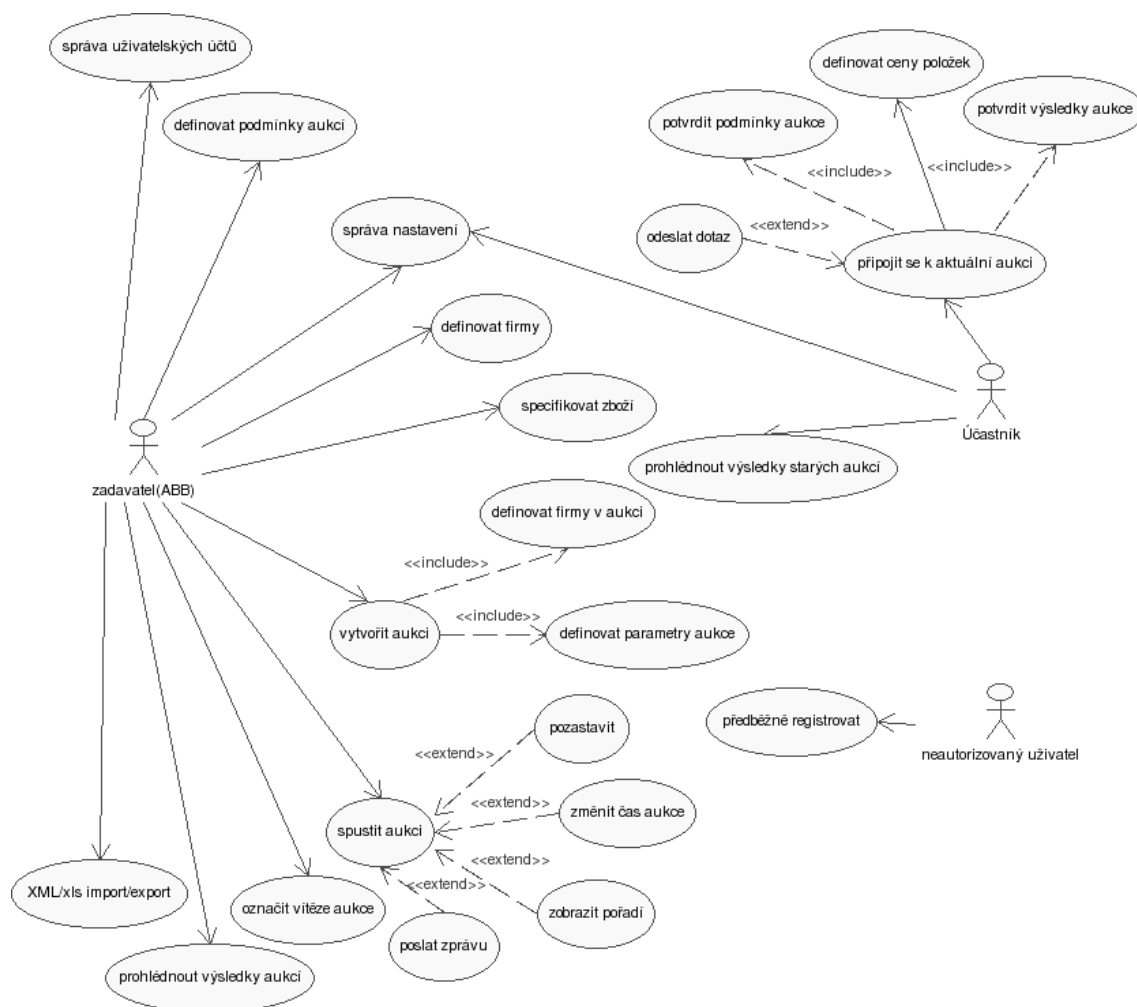 správa uživatelských účtů
definovat ceny položek
definovat podmínky aukcí
potvrdit podmínky aukce
potvrdit výsledky aukce
<<include>>
<<include>>
<<extend>>
správa nastavení
odeslat dotaz
připojit se k aktuální aukci
definovat firmy
specifikovat zboží
Účastník
prohlédnout výsledky starých aukcí
zadavatel(ABB)
definovat firmy v aukci
<<include>>
<<include>>
vytvořit aukci
definovat parametry aukce
předběžně registrovat
pozastavit
neautorizovaný uživatel
<<extend>>
<<extend>>
změnit čas aukce
spustit aukci
<<extend>>
<<extend>>
XML/xls import/export
označit vítěze aukce
zobrazit pořadí
poslat zprávu
prohlédnout výsledky aukcí